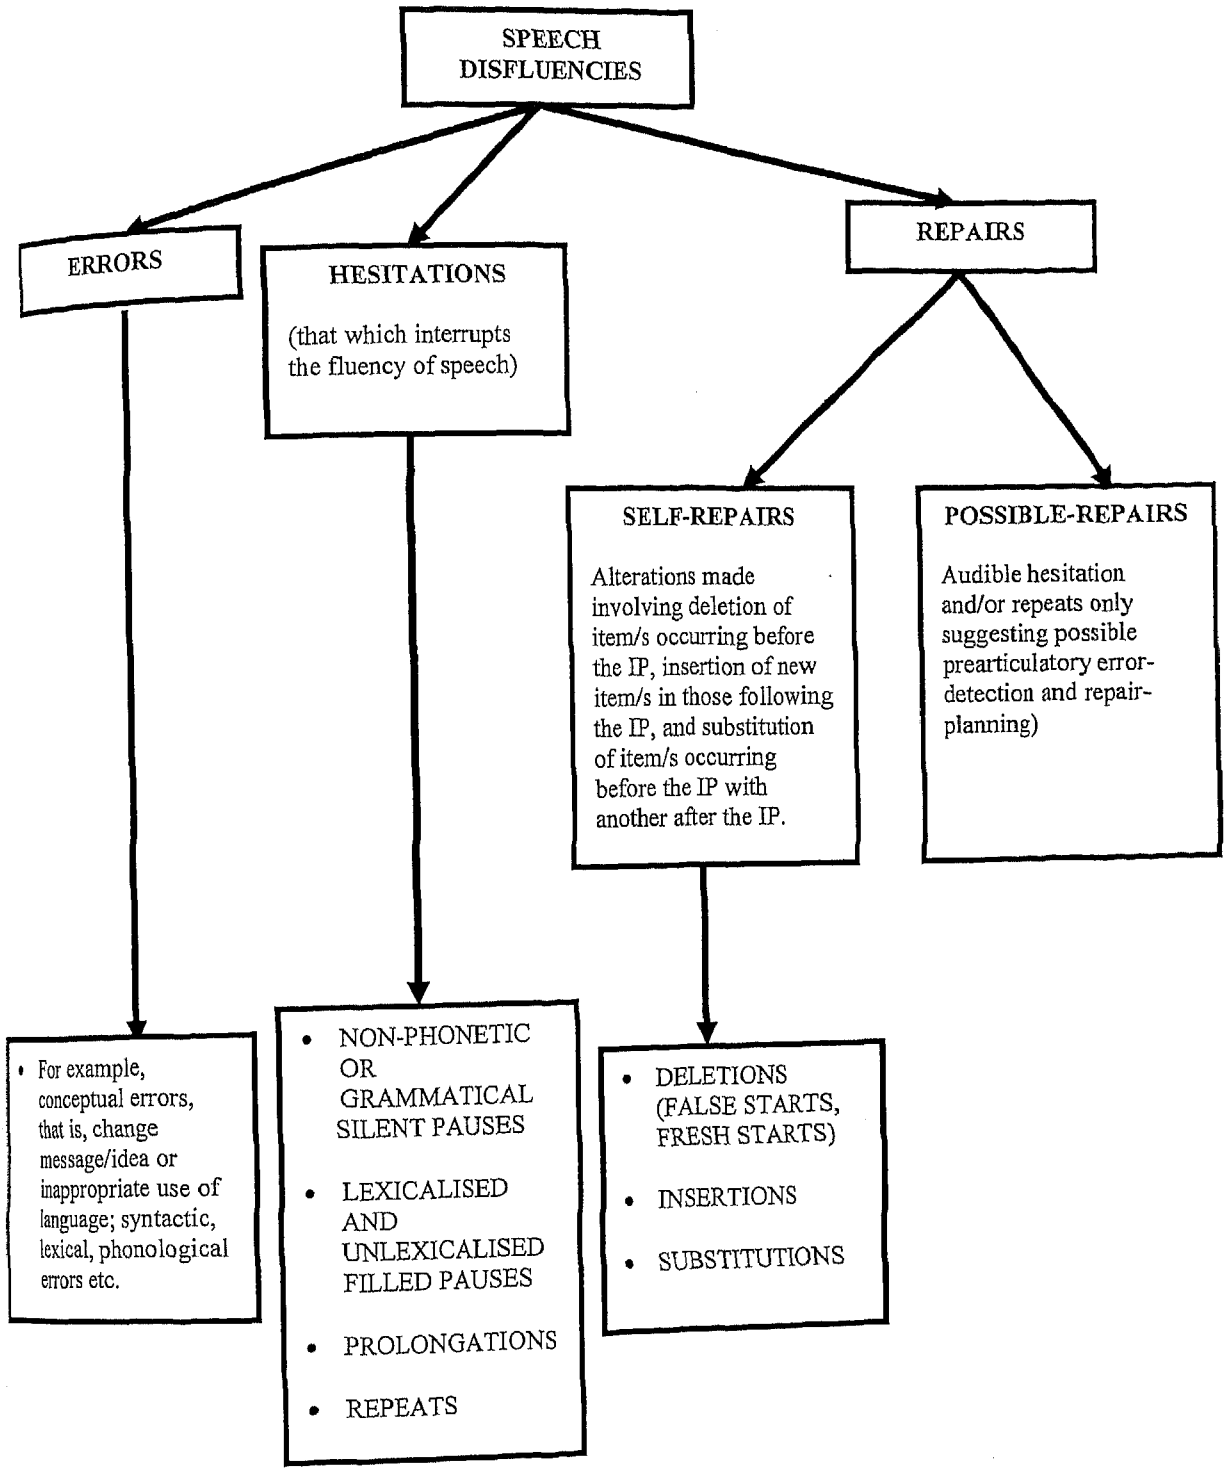 SPEECH
DISFLUENCIES
ERRORS
HESITATIONS
(that which interrupts
the fluency of speech)
REPAIRS
SELF-REPAIRS
Alterations made
involving deletion of
item/s occurring before
the IP, insertion of new
item/s in those following
the IP, and substitution
of item/s occurring
before the IP with
another after the IP.
POSSIBLE-REPAIRS
Audible hesitation
and/or repeats only
suggesting possible
prearticulatory error-
detection and repair-
planning)
• For example,
conceptual errors,
that is, change
message/idea or
inappropriate use of
language; syntactic,
lexical, phonological
errors etc.
• NON-PHONETIC
OR
GRAMMATICAL
SILENT PAUSES
• LEXICALISED
AND
UNLEXICALISED
FILLED PAUSES
• PROLONGATIONS
• REPEATS
• DELETIONS
(FALSE STARTS,
FRESH STARTS)
• INSERTIONS
• SUBSTITUTIONS